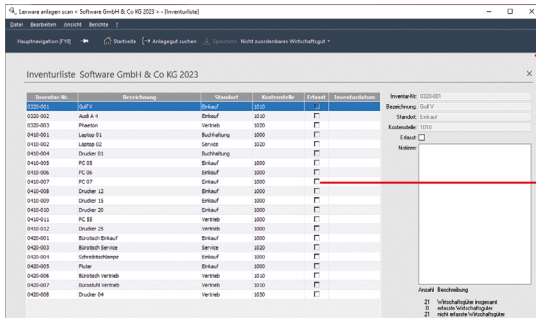 Lexware anlagen scan < Software GmbH & Co KG 2023 > - [Inventurliste]
Datei Bearbeiten Ansicht Berichte ?
Hauptnavigation [F10] Startseite Anlagegut suchen Speichern Nicht zuordenbares Wirtschaftsgut
Inventurliste Software GmbH & Co KG 2023
Inventar-Nr. Bezeichnung Standort Kostenstelle Erfasst Inventurdatum
0320-001 Golf V Einkauf 1010
0320-002 Audi A 4 Einkauf 1010
0320-003 Phaeton Vertrieb 1020
0410-001 Laptop 01 Buchhaltung 1000
0410-002 Laptop 02 Service 1020
0410-004 Drucker 01 Buchhaltung
0410-005 PC 05 Einkauf 1000
0410-006 PC 06 Einkauf 1000
0410-007 PC 07 Einkauf 1000
0410-008 Drucker 12 Einkauf 1000
0410-009 Drucker 15 Einkauf 1000
0410-010 Drucker 20 Einkauf 1000
0410-011 PC 55 Vertrieb 1000
0410-012 Drucker 25 Vertrieb 1000
0420-001 Bürotisch Einkauf Einkauf 1000
0420-003 Bürotisch Service Service 1020
0420-004 Schreibtischlampe Einkauf 1000
0420-005 Fluter Einkauf 1000
0420-006 Bürotisch Vertrieb Vertrieb 1010
0420-007 Bürostuhl Vertrieb Vertrieb 1010
0420-008 Drucker 04 Vertrieb 1030
Inventar-Nr: 0320-001
Bezeichnung: Golf V
Standort: Einkauf
Kostenstelle: 1010
Erfasst:
Notizen:
Anzahl Beschreibung
21 Wirtschaftsgüter insgesamt
0 erfasste Wirtschaftsgüter
21 nicht erfasste Wirtschaftsgüter